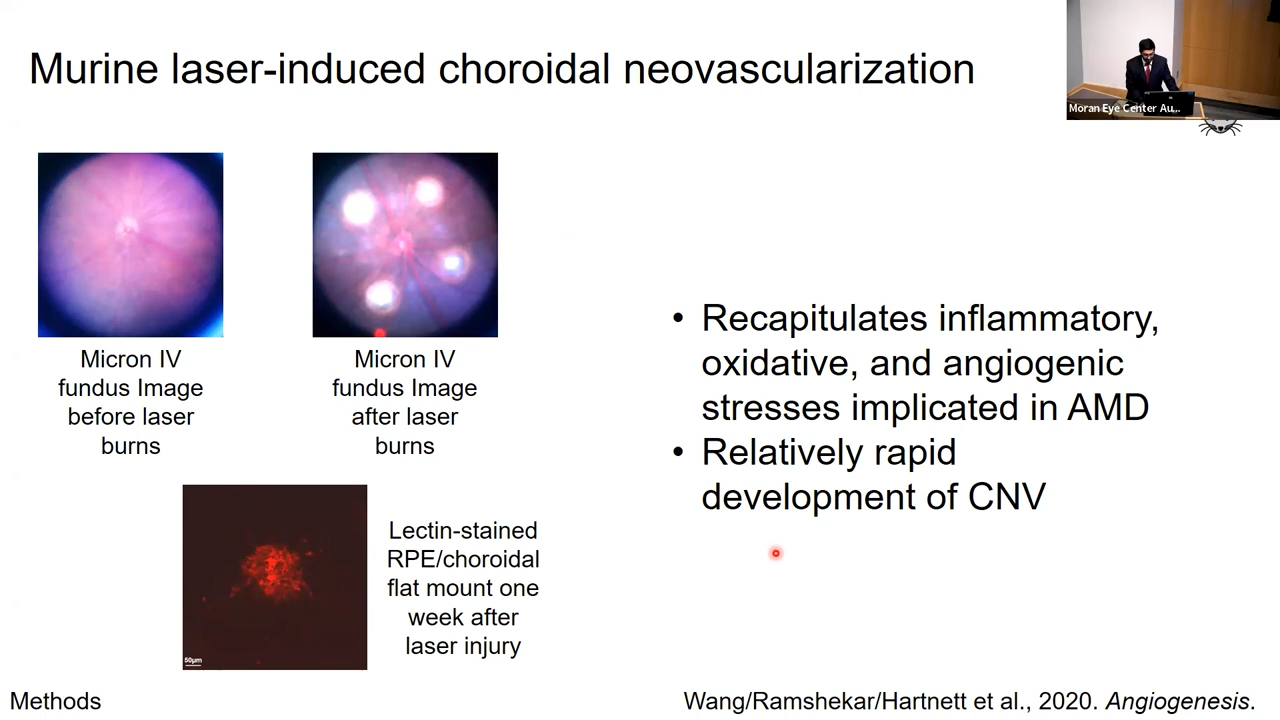 Murine laser-induced choroidal neovascularization
Moran Eye Center Au...
Micron IV
fundus Image
before laser
burns
Micron IV
fundus Image
after laser
burns
• Recapitulates inflammatory,
oxidative, and angiogenic
stresses implicated in AMD
• Relatively rapid
development of CNV
Lectin-stained
RPE/choroidal
flat mount one
week after
laser injury
50µm
Methods
Wang/Ramshekar/Hartnett et al., 2020. Angiogenesis.